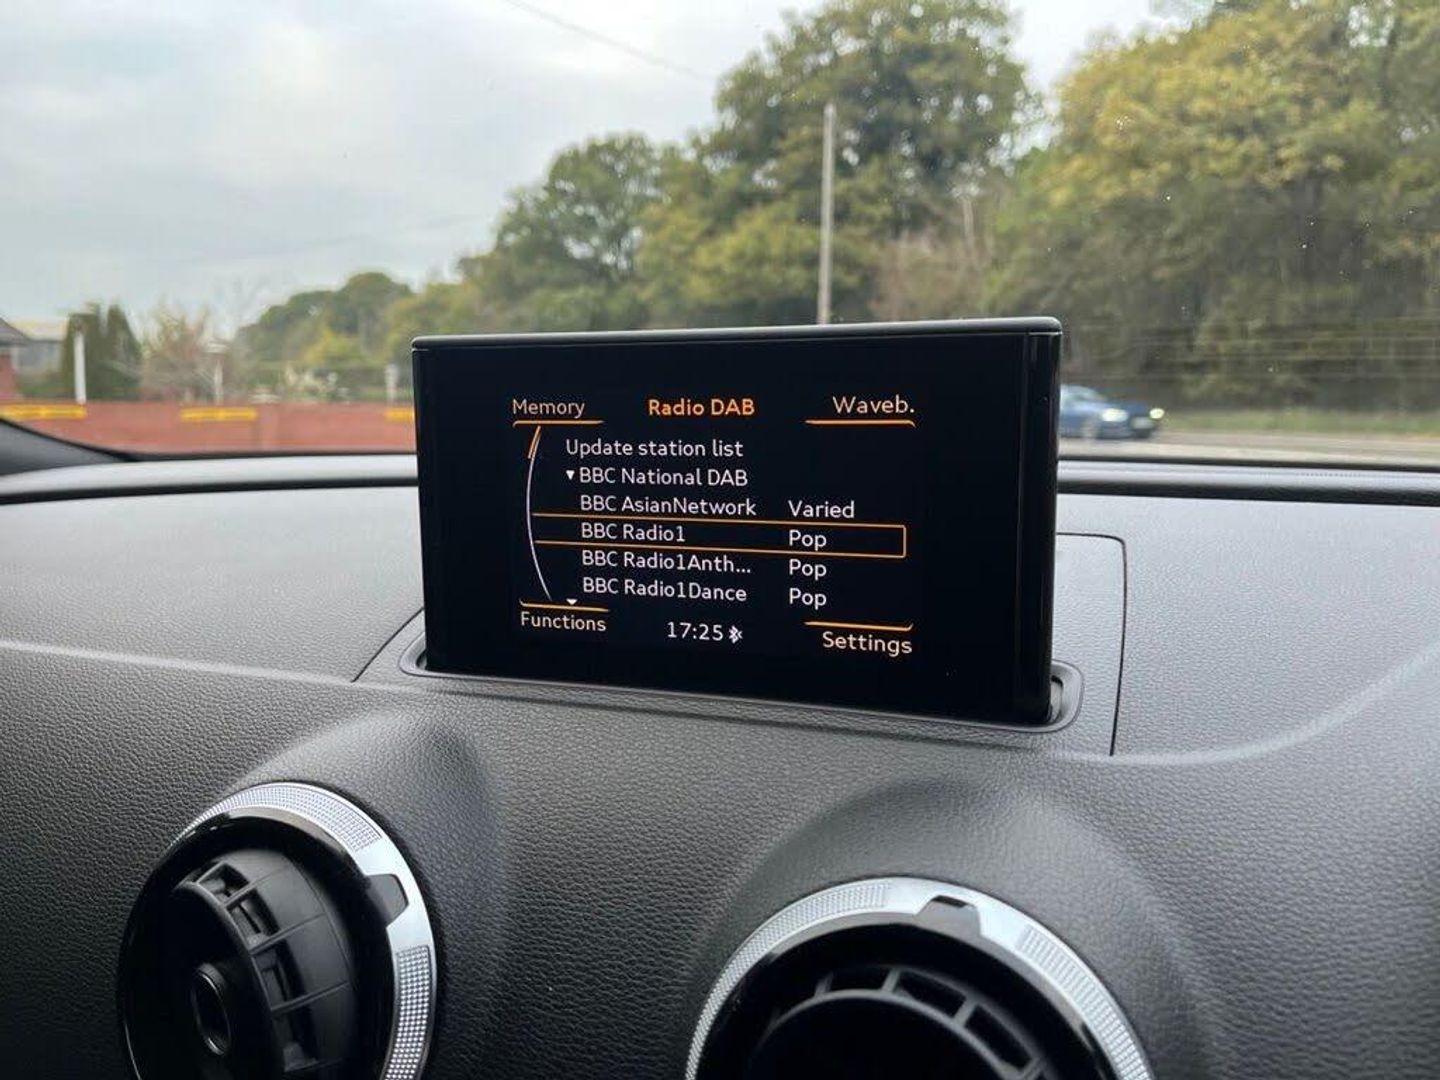 Memory Radio DAB Waveb.
Update station list
▼BBC National DAB
BBC AsianNetwork Varied
BBC Radio1 Pop
BBC Radio1Anth... Pop
BBC Radio1Dance Pop
Functions 17:25 Settings